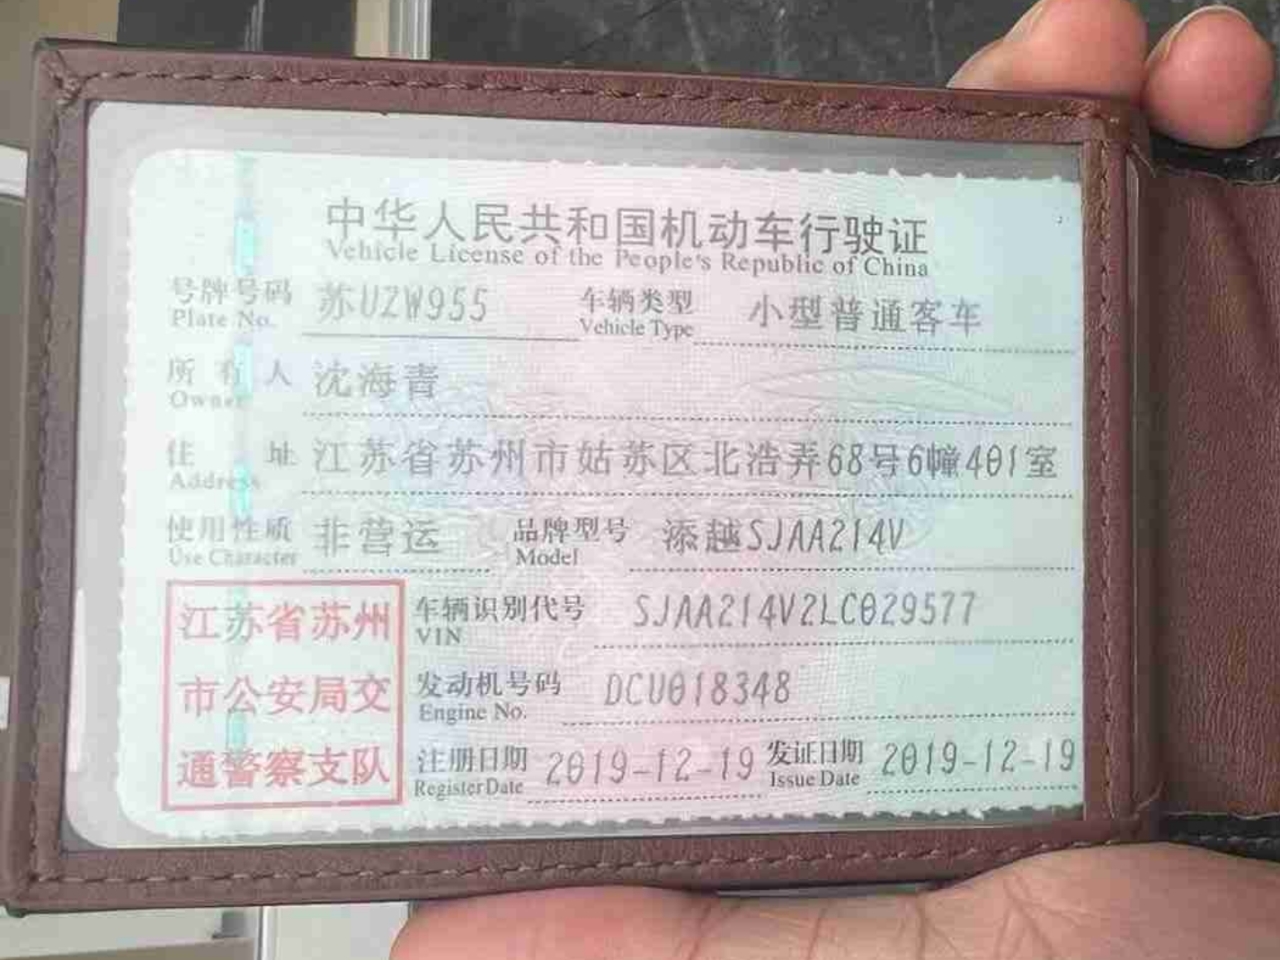 中华人民共和国机动车行驶证
Vehicle License of the People's Republic of China
号牌号码 苏UZW955 车辆类型 小型普通客车
Plate No. Vehicle Type
所有人 沈海青
Owner
住址 江苏省苏州市姑苏区北浩弄68号6幢401室
Address
使用性质 非营运 品牌型号 添越SJAA214V
Use Character Model
江苏省苏州
市公安局交
通警察支队
车辆识别代号 SJAA214V2LC029577
VIN
发动机号码 DCU018348
Engine No.
注册日期 2019-12-19 发证日期 2019-12-19
Register Date Issue Date